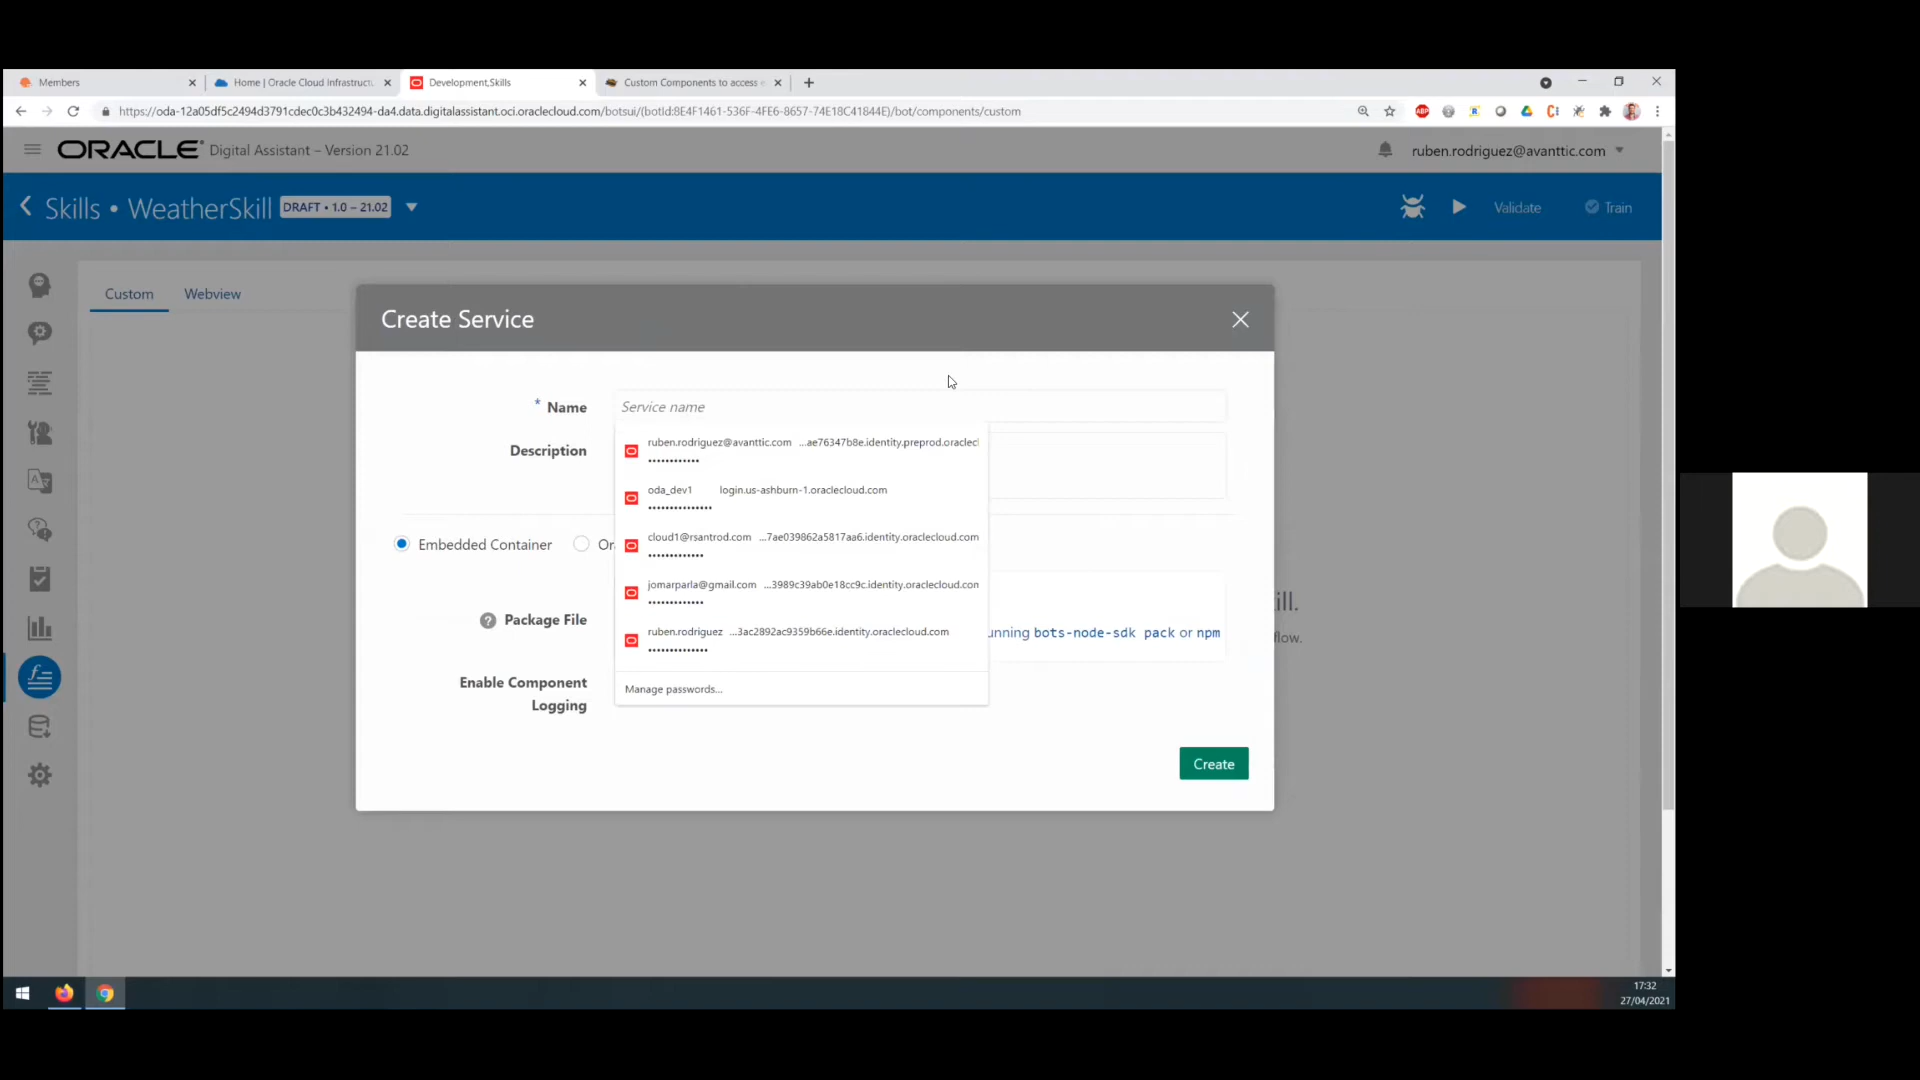 Members
Home | Oracle Cloud Infrastructu
Development,Skills
Custom Components to access e
https://oda-12a05df5c2494d3791cdec0c3b432494-da4.data.digitalassistant.oci.oraclecloud.com/botsui/(botId:8E4F1461-536F-4FE6-8657-74E18C41844E)/bot/components/custom
ORACLE Digital Assistant – Version 21.02
ruben.rodriguez@avanttic.com
Skills • WeatherSkill DRAFT • 1.0 – 21.02
Validate
Train
Custom
Webview
Create Service
* Name
Service name
Description
ruben.rodriguez@avanttic.com ...ae76347b8e.identity.preprod.oraclecl
••••••••••••
oda_dev1 login.us-ashburn-1.oraclecloud.com
•••••••••••••••
cloud1@rsantrod.com ...7ae039862a5817aa6.identity.oraclecloud.com
•••••••••••••
jomarparla@gmail.com ...3989c39ab0e18cc9c.identity.oraclecloud.com
•••••••••••••
ruben.rodriguez ...3ac2892ac9359b66e.identity.oraclecloud.com
••••••••••••••
Manage passwords...
Embedded Container
Or
Package File
unning bots-node-sdk pack or npm
ill.
flow.
Enable Component
Logging
Create
17:32
27/04/2021